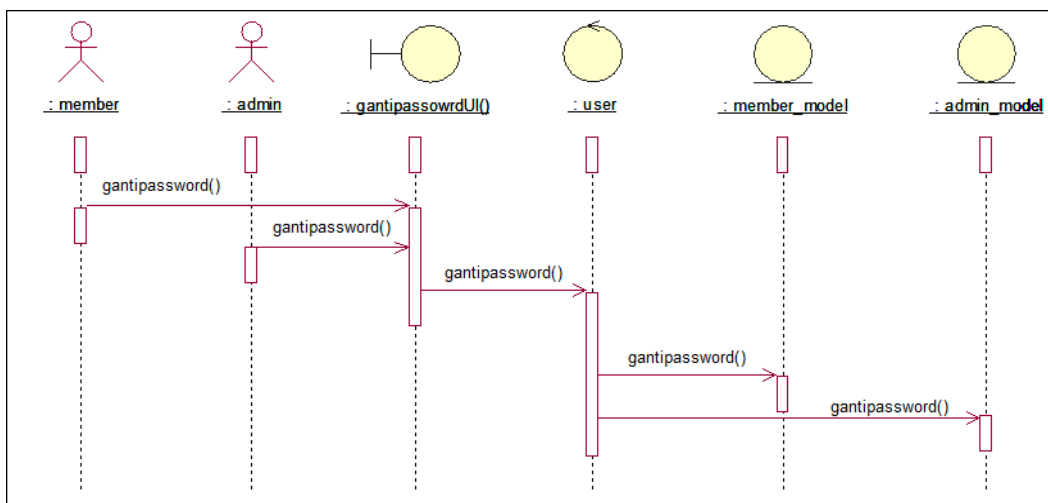 : member
: admin
: gantipassowrdUI()
: user
: member_model
: admin_model
gantipassword()
gantipassword()
gantipassword()
gantipassword()
gantipassword()